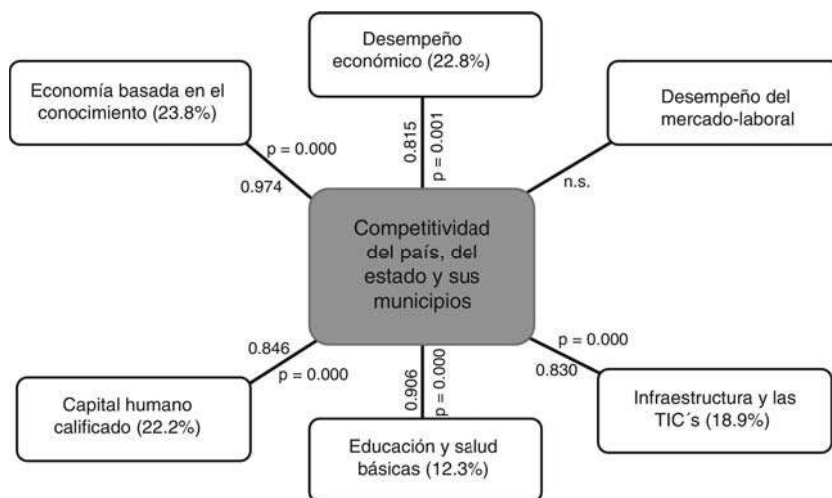 Desempeño
económico (22.8%)
Economía basada en el
conocimiento (23.8%)
Desempeño del
mercado-laboral
p = 0.000
0.974
0.815
p = 0.001
n.s.
Competitividad
del país, del
estado y sus
municipios
0.846
p = 0.000
0.906
p = 0.000
p = 0.000
0.830
Capital humano
calificado (22.2%)
Educación y salud
básicas (12.3%)
Infraestructura y las
TIC´s (18.9%)